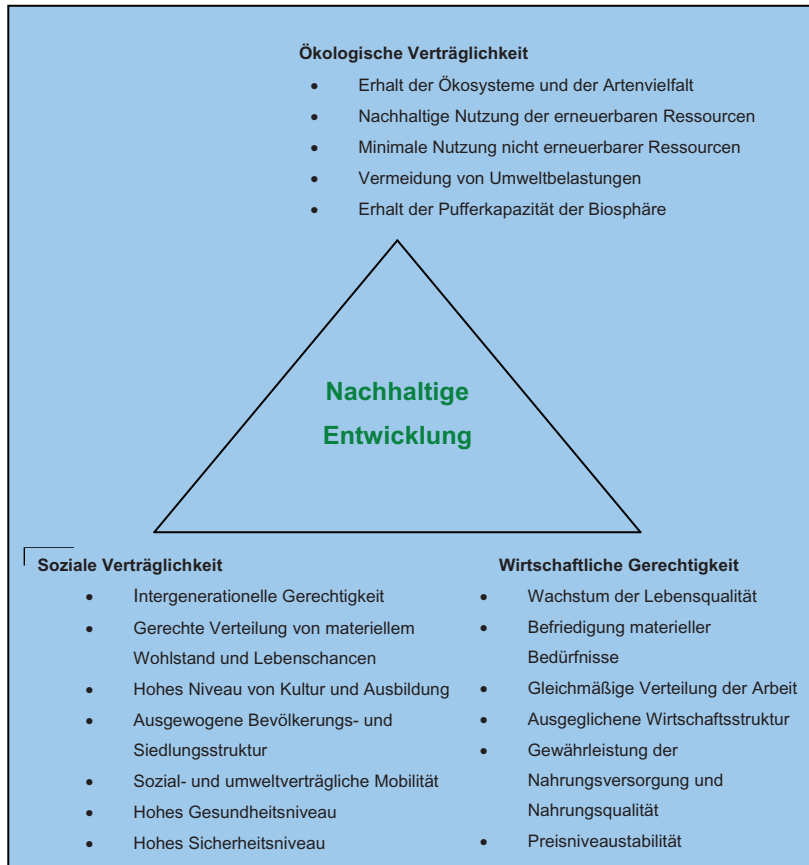 Ökologische Verträglichkeit
• Erhalt der Ökosysteme und der Artenvielfalt
• Nachhaltige Nutzung der erneuerbaren Ressourcen
• Minimale Nutzung nicht erneuerbarer Ressourcen
• Vermeidung von Umweltbelastungen
• Erhalt der Pufferkapazität der Biosphäre
Nachhaltige
Entwicklung
Soziale Verträglichkeit
• Intergenerationelle Gerechtigkeit
• Gerechte Verteilung von materiellem
Wohlstand und Lebenschancen
• Hohes Niveau von Kultur und Ausbildung
• Ausgewogene Bevölkerungs- und
Siedlungsstruktur
• Sozial- und umweltverträgliche Mobilität
• Hohes Gesundheitsniveau
• Hohes Sicherheitsniveau
Wirtschaftliche Gerechtigkeit
• Wachstum der Lebensqualität
• Befriedigung materieller
Bedürfnisse
• Gleichmäßige Verteilung der Arbeit
• Ausgeglichene Wirtschaftsstruktur
• Gewährleistung der
Nahrungsversorgung und
Nahrungsqualität
• Preisniveaustabilität